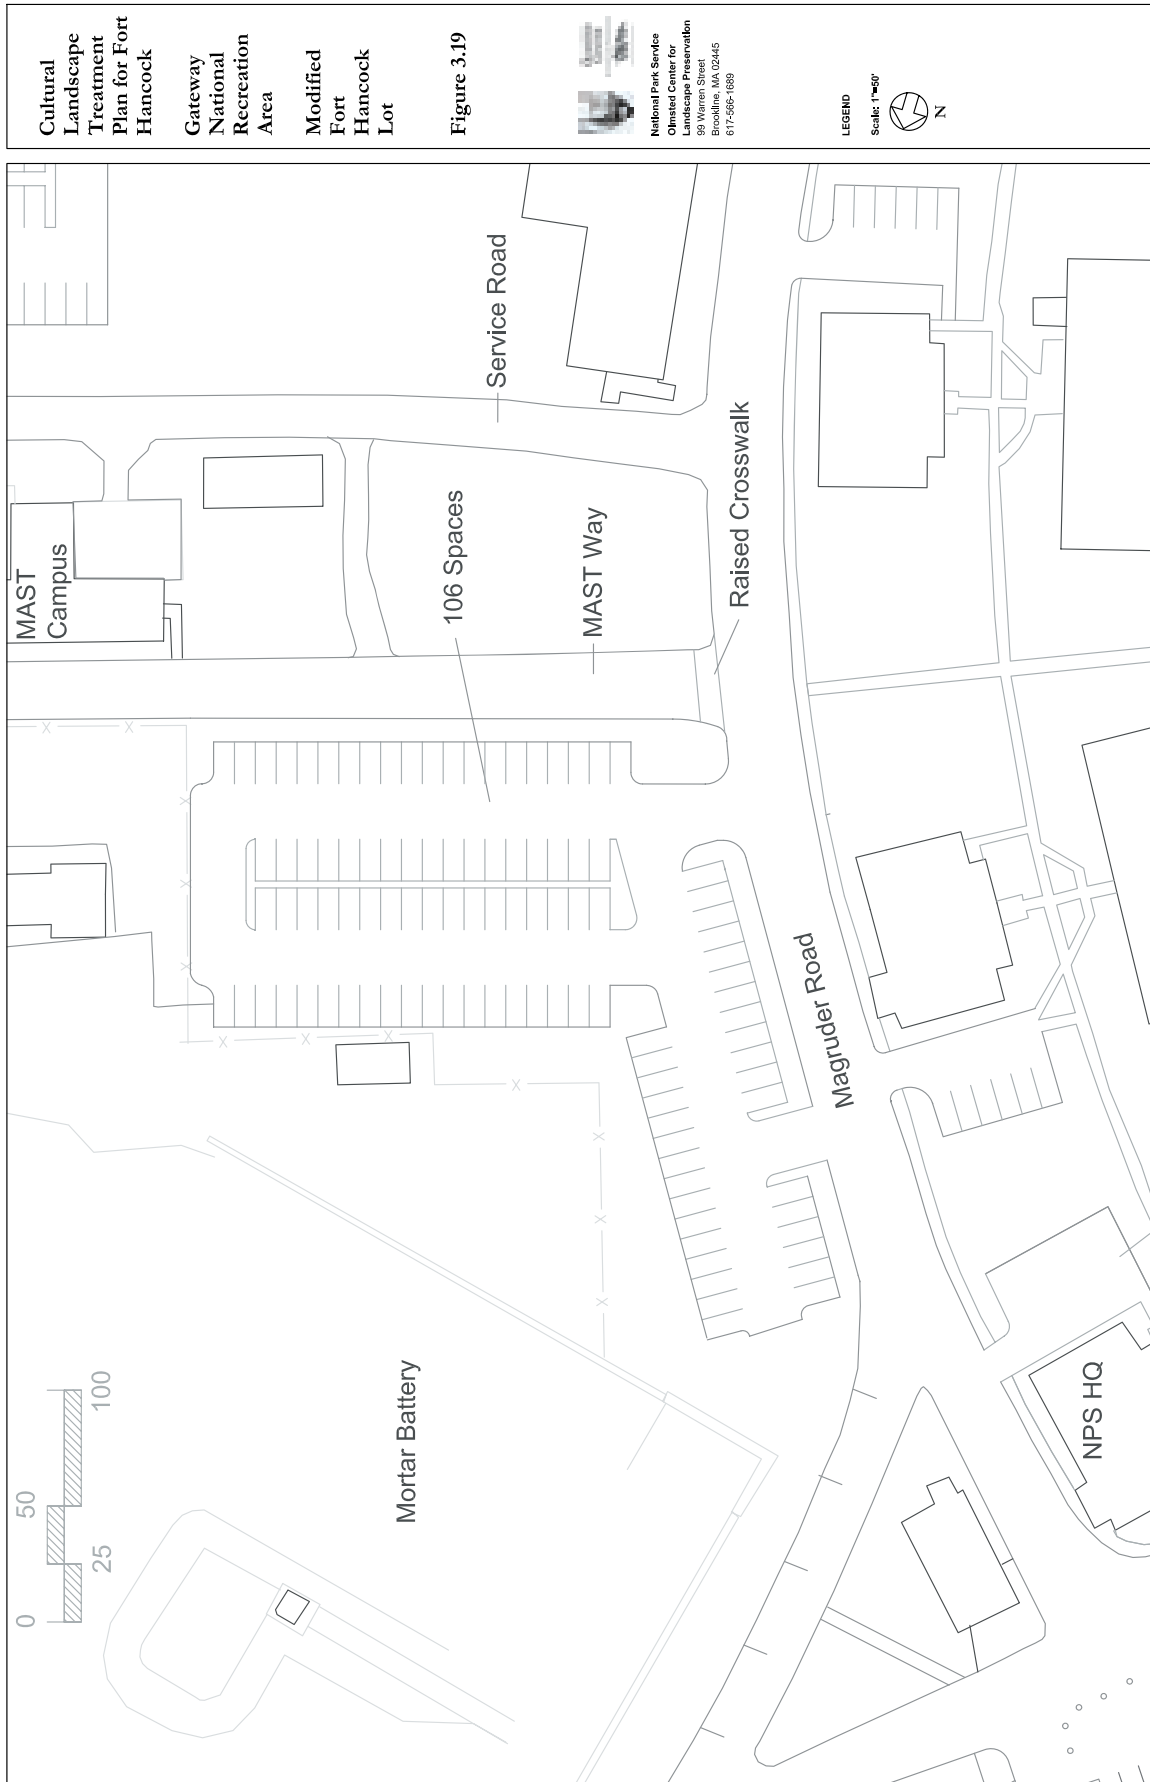 Cultural
Landscape
Treatment
Plan for Fort
Hancock
Gateway
National
Recreation
Area
Modified
Fort
Hancock
Lot
Figure 3.19
National Park Service
Olmsted Center for
Landscape Preservation
99 Warren Street
Brookline, MA 02445
617-566-1689
LEGEND
Scale: 1"=50'
N
Service Road
MAST
Campus
106 Spaces
MAST Way
Raised Crosswalk
Magruder Road
Mortar Battery
NPS HQ
0
25
50
100